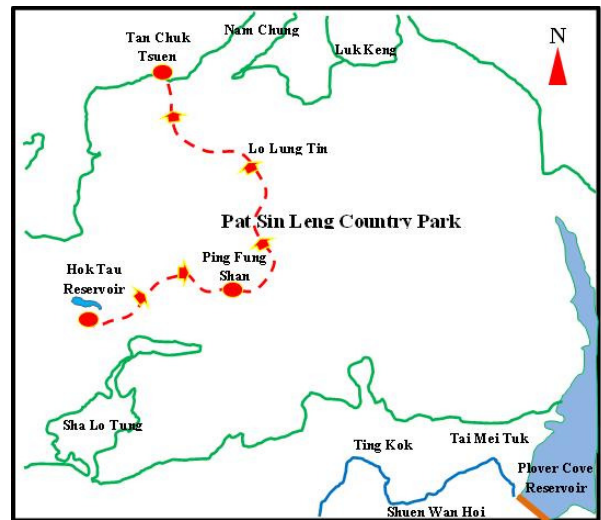 Tan Chuk
Tsuen
Nam Chung
Luk Keng
N
Lo Lung Tin
Pat Sin Leng Country Park
Hok Tau
Reservoir
Ping Fung
Shan
Sha Lo Tung
Ting Kok
Tai Mei Tuk
Plover Cove
Reservoir
Shuen Wan Hoi